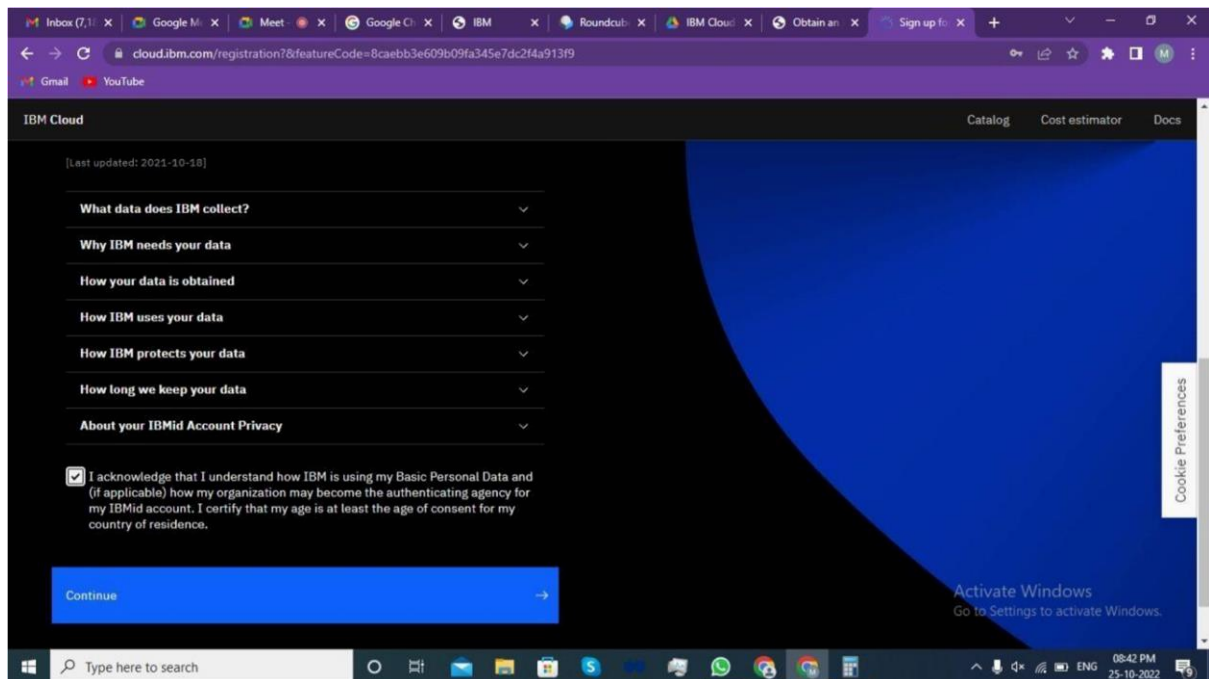 Inbox (7,1
Google M
Meet -
Google Ch
IBM
Roundcub
IBM Cloud
Obtain an
Sign up fo
cloud.ibm.com/registration?&featureCode=8caebb3e609b09fa345e7dc2f4a913f9
M
Gmail
YouTube
IBM Cloud
Catalog
Cost estimator
Docs
[Last updated: 2021-10-18]
What data does IBM collect?
Why IBM needs your data
How your data is obtained
How IBM uses your data
How IBM protects your data
How long we keep your data
About your IBMid Account Privacy
Cookie Preferences
I acknowledge that I understand how IBM is using my Basic Personal Data and
(if applicable) how my organization may become the authenticating agency for
my IBMid account. I certify that my age is at least the age of consent for my
country of residence.
Continue
Activate Windows
Go to Settings to activate Windows.
Type here to search
ENG
08:42 PM
25-10-2022